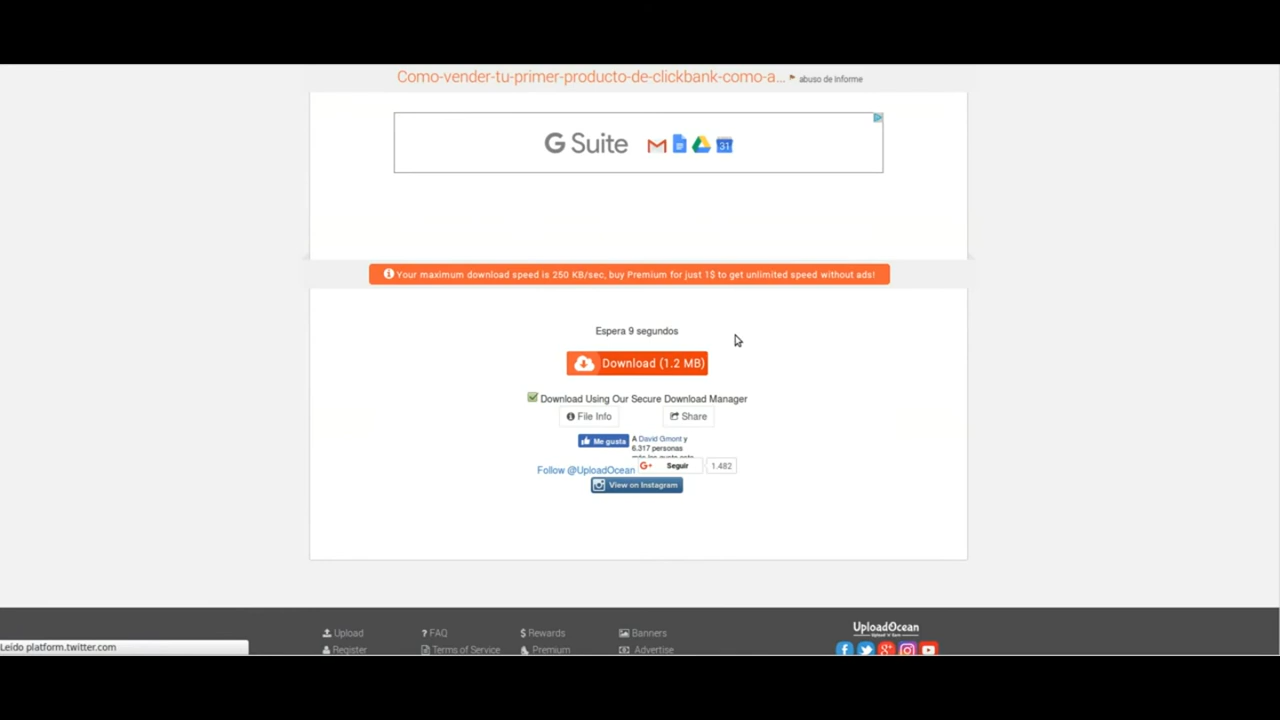 Como-vender-tu-primer-producto-de-clickbank-como-a... abuso de informe
G Suite 31
Your maximum download speed is 250 KB/sec, buy Premium for just 1$ to get unlimited speed without ads!
Espera 9 segundos
Download (1.2 MB)
Download Using Our Secure Download Manager
File Info Share
Me gusta A David Gmont y
6.317 personas
Follow @UploadOcean G+ Seguir 1.482
View on Instagram
Upload ? FAQ $ Rewards Banners UploadOcean
Register Terms of Service Premium Advertise
Leído platform.twitter.com